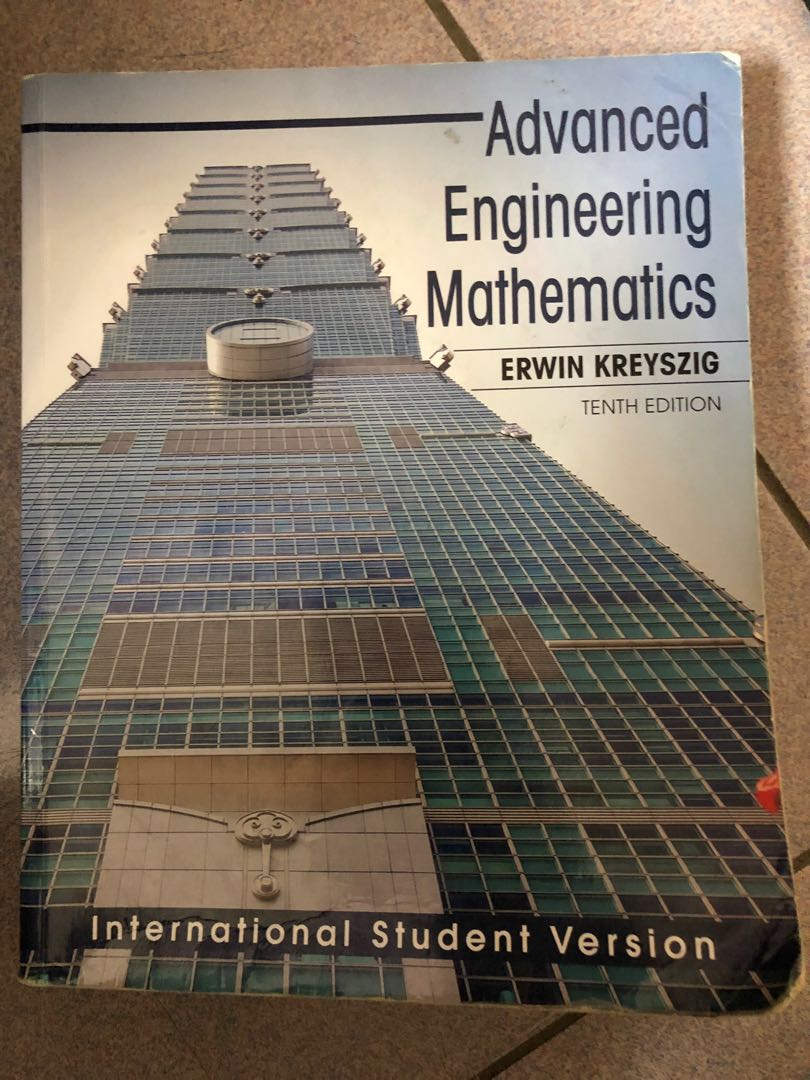 Advanced
Engineering
Mathematics
ERWIN KREYSZIG
TENTH EDITION
International Student Version